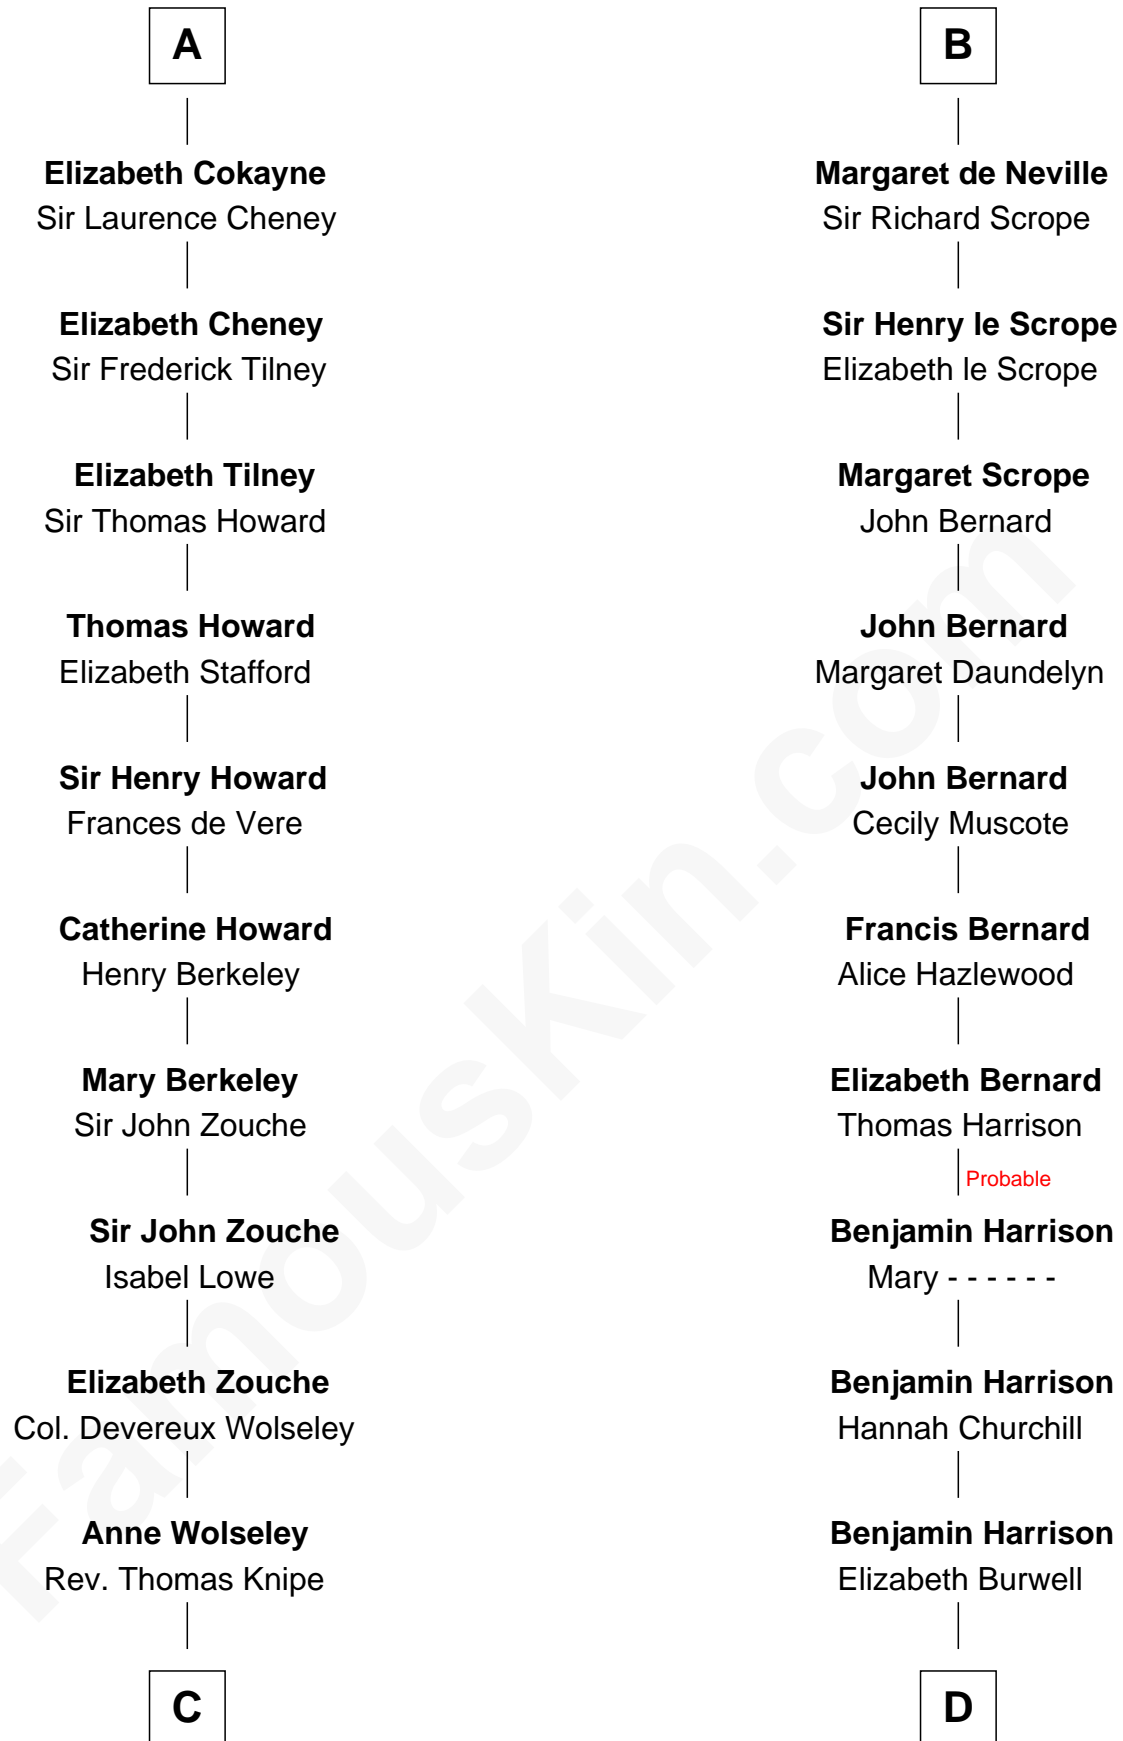 A
Elizabeth Cokayne
Sir Laurence Cheney
Elizabeth Cheney
Sir Frederick Tilney
Elizabeth Tilney
Sir Thomas Howard
Thomas Howard
Elizabeth Stafford
Sir Henry Howard
Frances de Vere
Catherine Howard
Henry Berkeley
Mary Berkeley
Sir John Zouche
Sir John Zouche
Isabel Lowe
Elizabeth Zouche
Col. Devereux Wolseley
Anne Wolseley
Rev. Thomas Knipe
C
B
Margaret de Neville
Sir Richard Scrope
Sir Henry le Scrope
Elizabeth le Scrope
Margaret Scrope
John Bernard
John Bernard
Margaret Daundelyn
John Bernard
Cecily Muscote
Francis Bernard
Alice Hazlewood
Elizabeth Bernard
Thomas Harrison
Probable
Benjamin Harrison
Mary - - - - - -
Benjamin Harrison
Hannah Churchill
Benjamin Harrison
Elizabeth Burwell
D
FamousKin.com